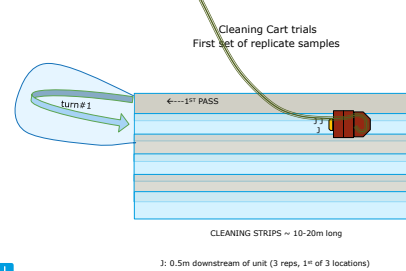 Cleaning Cart trials
First set of replicate samples
turn#1
<---1ST PASS
J J
J
CLEANING STRIPS ~ 10-20m long
J: 0.5m downstream of unit (3 reps, 1st of 3 locations)